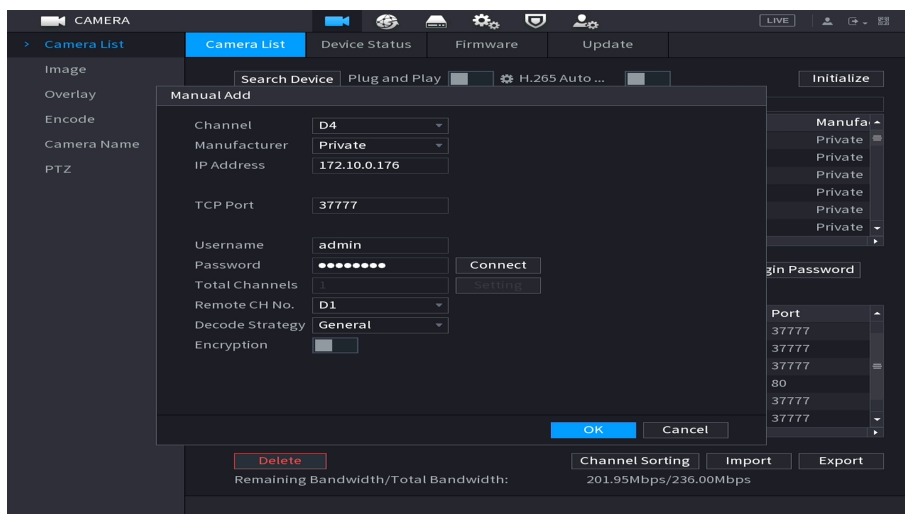 CAMERA
LIVE
Camera List
Image
Overlay
Encode
Camera Name
PTZ
Camera List Device Status Firmware Update
Search Device Plug and Play H.265 Auto ... Initialize
Manual Add
Channel D4
Manufacturer Private
IP Address 172.10.0.176
TCP Port 37777
Username admin
Password ●●●●●●●● Connect
Total Channels 1 Setting
Remote CH No. D1
Decode Strategy General
Encryption
OK Cancel
Manufa
Private
Private
Private
Private
Private
Private
gin Password
Port
37777
37777
37777
80
37777
37777
Delete Channel Sorting Import Export
Remaining Bandwidth/Total Bandwidth: 201.95Mbps/236.00Mbps